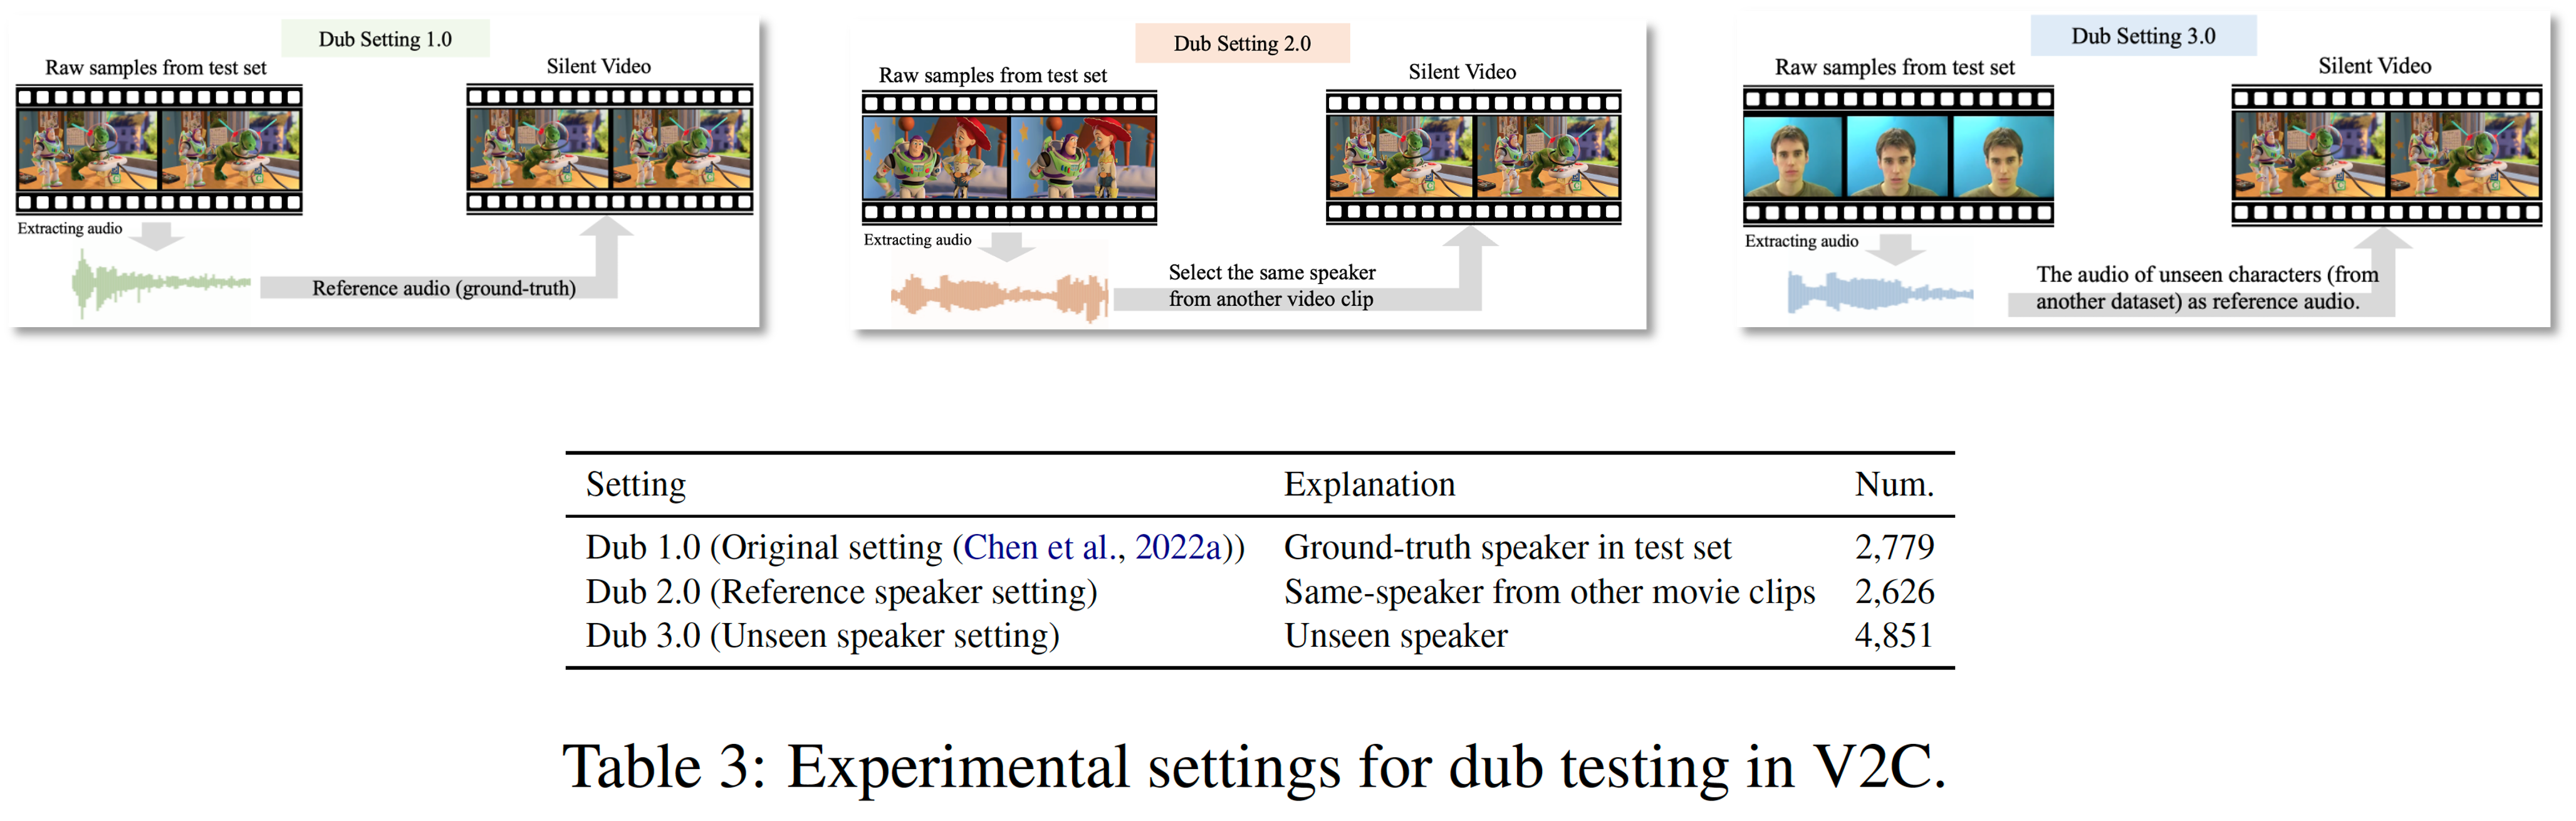 Dub Setting 1.0
Raw samples from test set
Silent Video
Extracting audio
Reference audio (ground-truth)
Dub Setting 2.0
Raw samples from test set
Silent Video
Extracting audio
Select the same speaker
from another video clip
Dub Setting 3.0
Raw samples from test set
Silent Video
Extracting audio
The audio of unseen characters (from
another dataset) as reference audio.
Setting Explanation Num.
Dub 1.0 (Original setting (Chen et al., 2022a)) Ground-truth speaker in test set 2,779
Dub 2.0 (Reference speaker setting) Same-speaker from other movie clips 2,626
Dub 3.0 (Unseen speaker setting) Unseen speaker 4,851
Table 3: Experimental settings for dub testing in V2C.